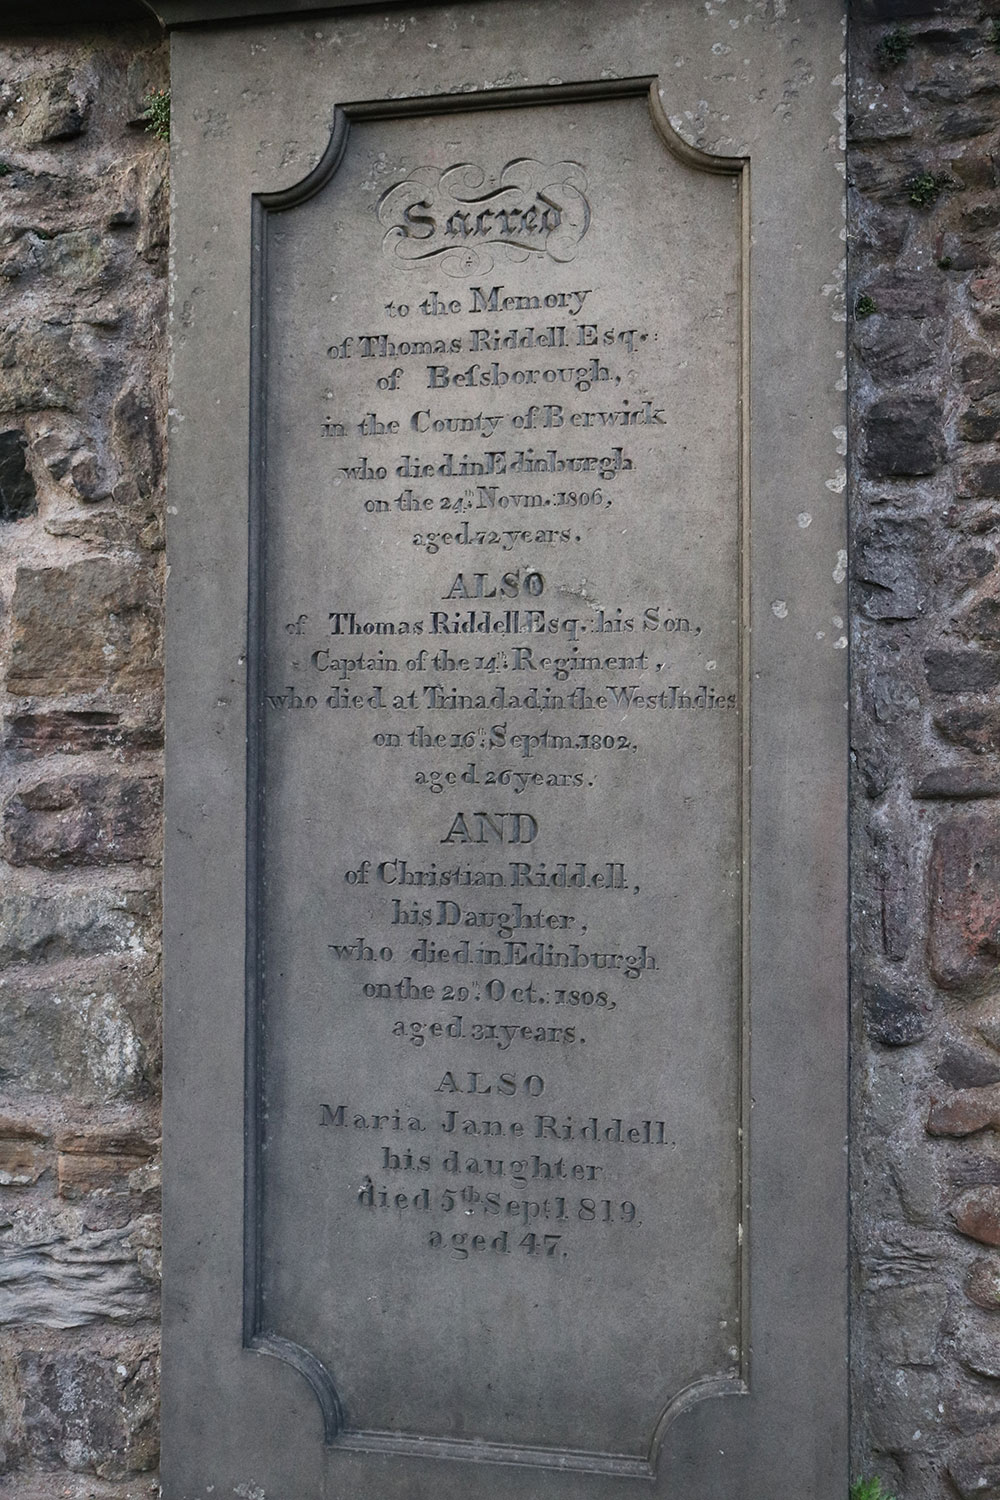 Sacred
to the Memory
of Thomas Riddell Esq.:
of Beſsborough,
in the County of Berwick
who died in Edinburgh
on the 24th. Novm.: 1806,
aged 72 years.
ALSO
of Thomas Riddell Esq.: his Son,
Captain of the 14th. Regiment,
who died at Trinadad, in the West Indies
on the 16th. Septm. 1802,
aged 26 years.
AND
of Christian Riddell,
his Daughter,
who died in Edinburgh
on the 29th. Oct.: 1808,
aged 31 years.
ALSO
Maria Jane Riddell,
his daughter
died 5th Sept. 1819,
aged 47.